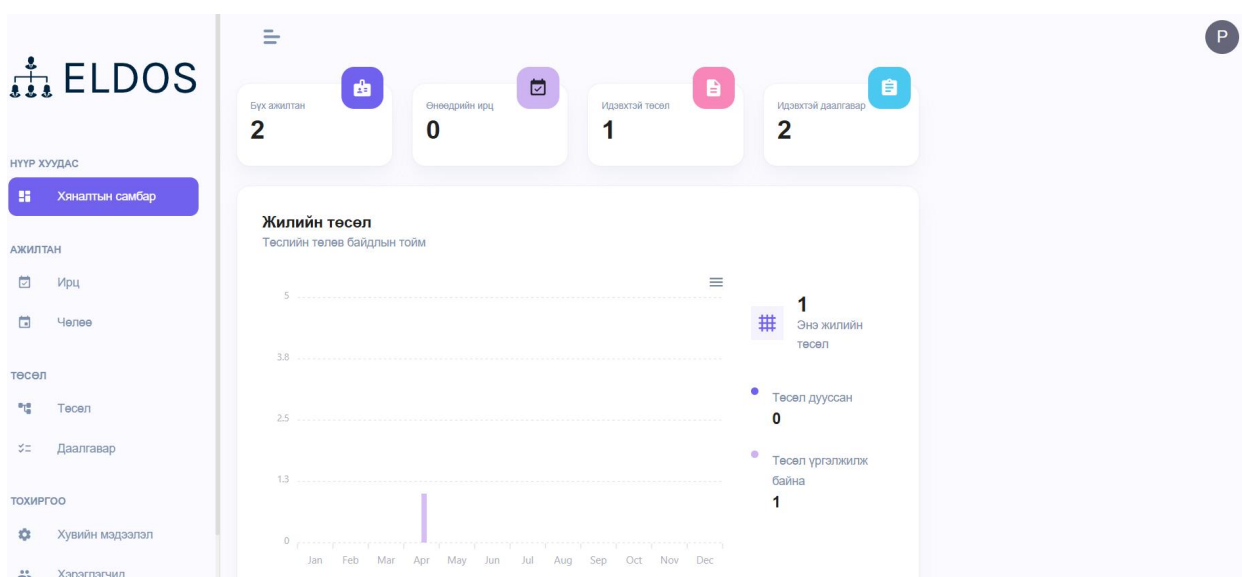 ELDOS
P
Бүх ажилтан
2
Өнөөдрийн ирц
0
Идэвхтэй төсөл
1
Идэвхтэй даалгавар
2
НҮҮР ХУУДАС
Хяналтын самбар
АЖИЛТАН
Ирц
Чөлөө
ТӨСӨЛ
Төсөл
Даалгавар
ТОХИРГОО
Хувийн мэдээлэл
Хэрэглэгчид
Жилийн төсөл
Төслийн төлөв байдлын тойм
5
3.8
2.5
1.3
0
Jan Feb Mar Apr May Jun Jul Aug Sep Oct Nov Dec
1
Энэ жилийн
төсөл
Төсөл дууссан
0
Төсөл үргэлжилж
байна
1